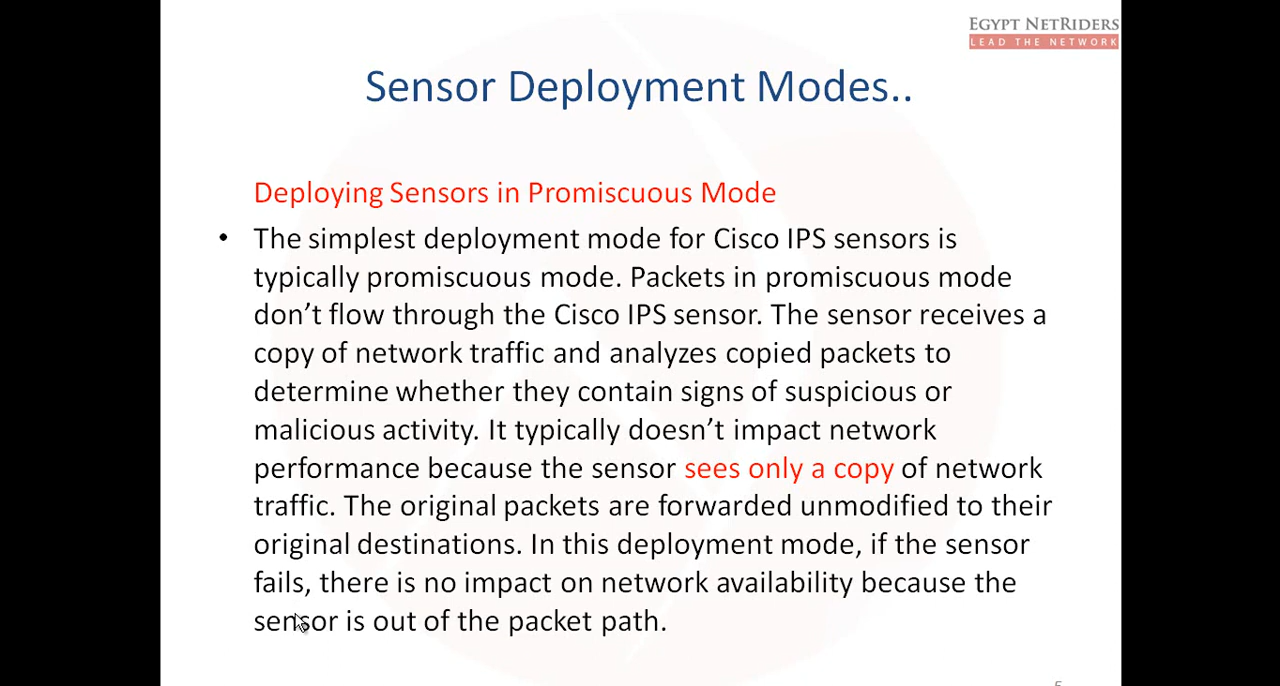 EGYPT NETRIDERS
LEAD THE NETWORK
Sensor Deployment Modes..
Deploying Sensors in Promiscuous Mode
• The simplest deployment mode for Cisco IPS sensors is
typically promiscuous mode. Packets in promiscuous mode
don’t flow through the Cisco IPS sensor. The sensor receives a
copy of network traffic and analyzes copied packets to
determine whether they contain signs of suspicious or
malicious activity. It typically doesn’t impact network
performance because the sensor sees only a copy of network
traffic. The original packets are forwarded unmodified to their
original destinations. In this deployment mode, if the sensor
fails, there is no impact on network availability because the
sensor is out of the packet path.